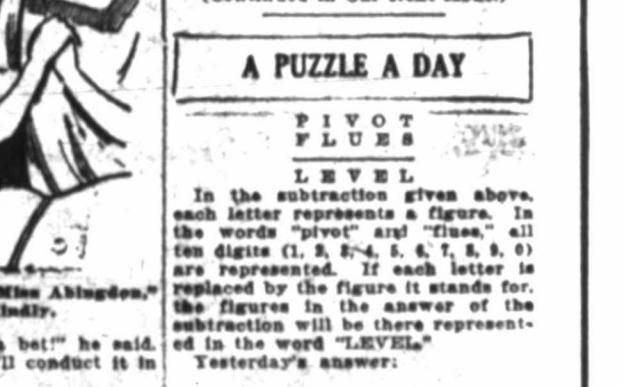 A PUZZLE A DAY
P I V O T
F L U E S
L E V E L
In the subtraction given above,
each letter represents a figure. In
the words "pivot" and "flues," all
ten digits (1, 2, 3, 4, 5, 6, 7, 8, 9, 0)
are represented. If each letter is
replaced by the figure it stands for,
the figures in the answer of the
subtraction will be there represent-
ed in the word "LEVEL"
Yesterday's answer:
Miss Abingdon,"
indly.
bet!" he said.
'll conduct it in